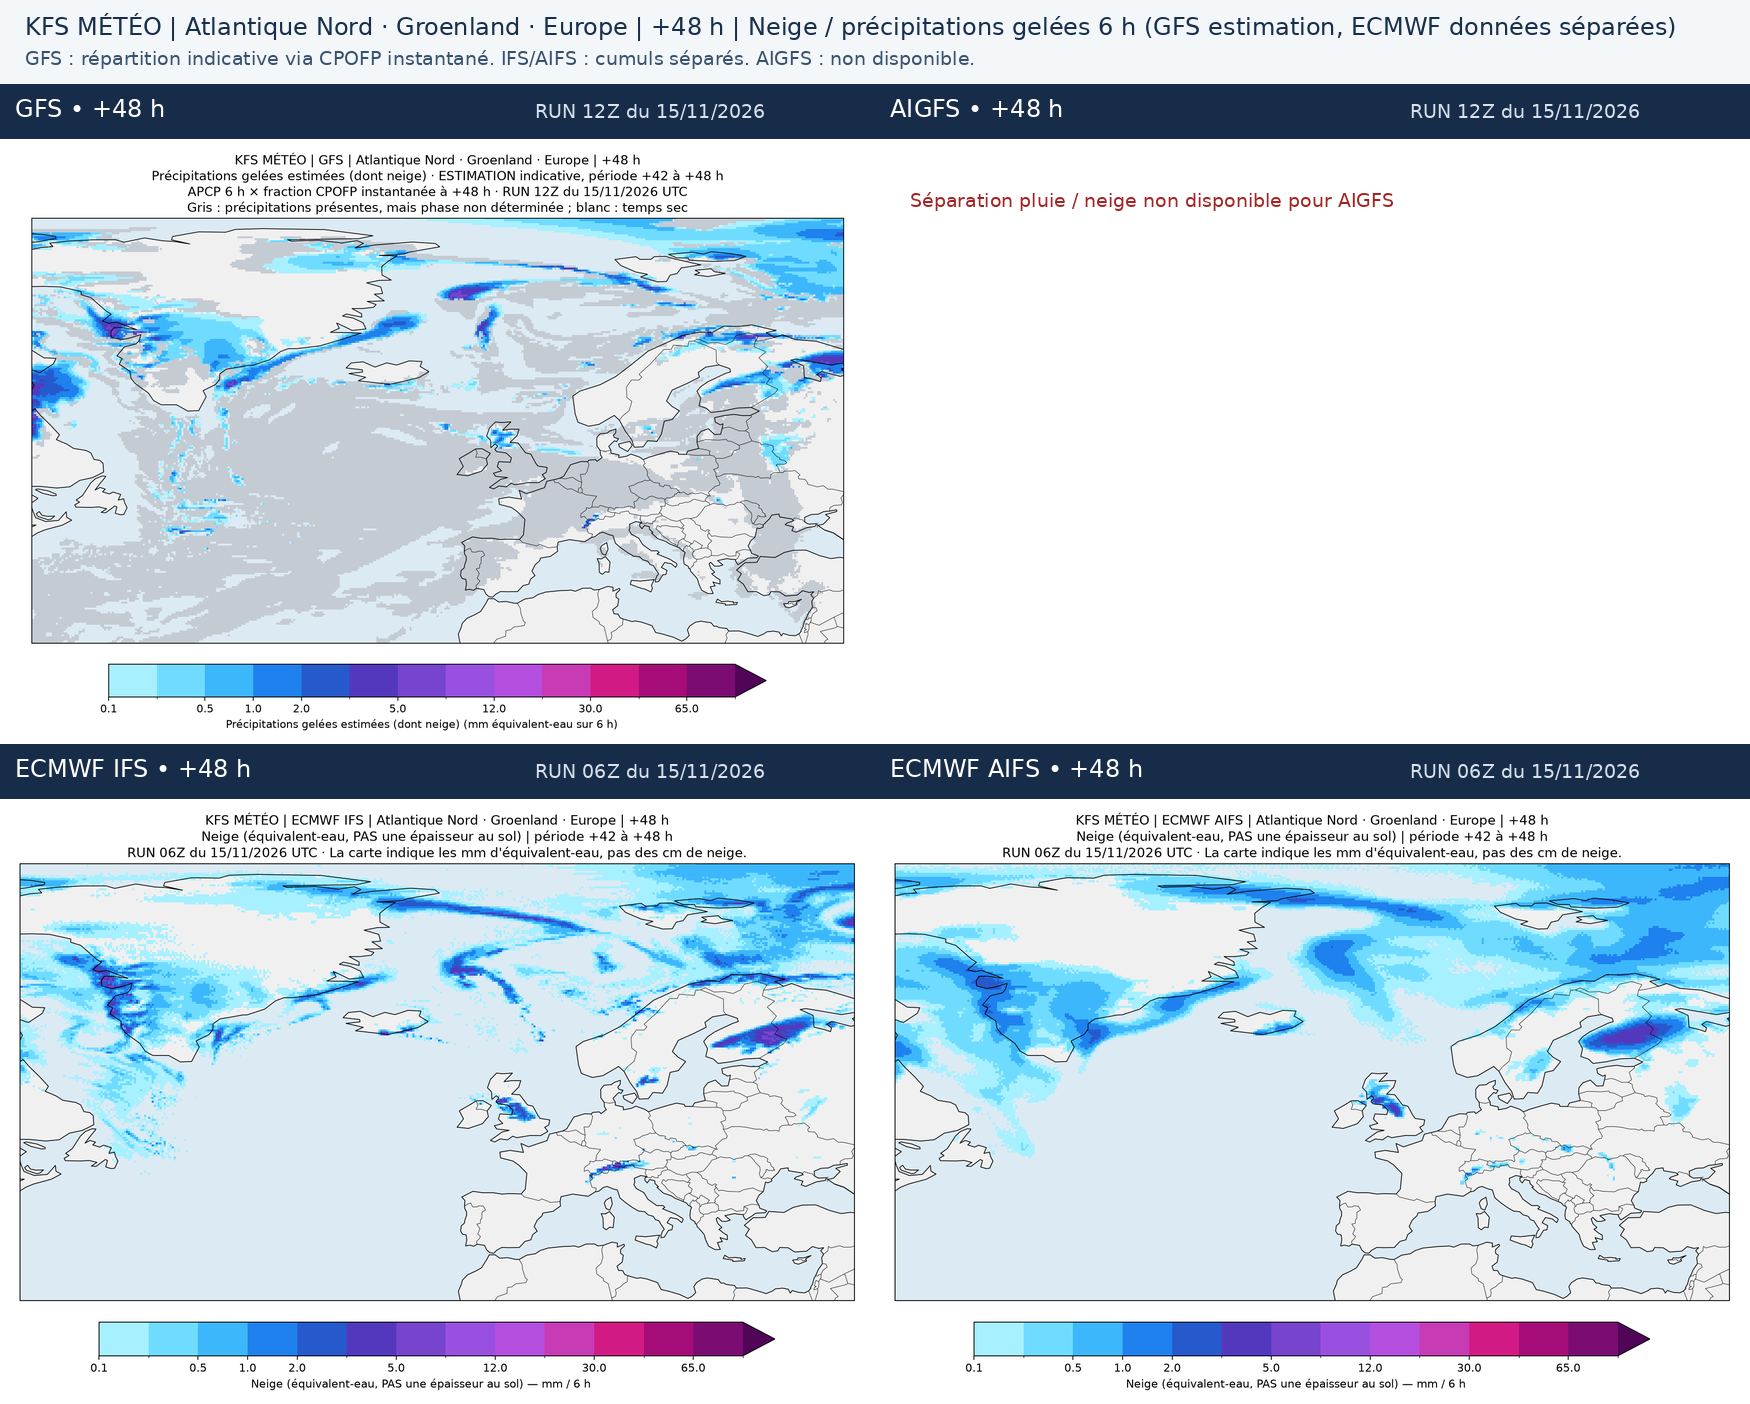 KFS MÉTÉO | Atlantique Nord · Groenland · Europe | +48 h | Neige / précipitations gelées 6 h (GFS estimation, ECMWF données séparées)
GFS : répartition indicative via CPOFP instantané. IFS/AIFS : cumuls séparés. AIGFS : non disponible.
GFS • +48 h
RUN 12Z du 15/11/2026
AIGFS • +48 h
RUN 12Z du 15/11/2026
KFS MÉTÉO | GFS | Atlantique Nord · Groenland · Europe | +48 h
Précipitations gelées estimées (dont neige) · ESTIMATION indicative, période +42 à +48 h
APCP 6 h × fraction CPOFP instantanée à +48 h · RUN 12Z du 15/11/2026 UTC
Gris : précipitations présentes, mais phase non déterminée ; blanc : temps sec
Séparation pluie / neige non disponible pour AIGFS
0.1 0.5 1.0 2.0 5.0 12.0 30.0 65.0
Précipitations gelées estimées (dont neige) (mm équivalent-eau sur 6 h)
ECMWF IFS • +48 h
RUN 06Z du 15/11/2026
ECMWF AIFS • +48 h
RUN 06Z du 15/11/2026
KFS MÉTÉO | ECMWF IFS | Atlantique Nord · Groenland · Europe | +48 h
Neige (équivalent-eau, PAS une épaisseur au sol) | période +42 à +48 h
RUN 06Z du 15/11/2026 UTC · La carte indique les mm d'équivalent-eau, pas des cm de neige.
KFS MÉTÉO | ECMWF AIFS | Atlantique Nord · Groenland · Europe | +48 h
Neige (équivalent-eau, PAS une épaisseur au sol) | période +42 à +48 h
RUN 06Z du 15/11/2026 UTC · La carte indique les mm d'équivalent-eau, pas des cm de neige.
0.1 0.5 1.0 2.0 5.0 12.0 30.0 65.0
Neige (équivalent-eau, PAS une épaisseur au sol) — mm / 6 h
0.1 0.5 1.0 2.0 5.0 12.0 30.0 65.0
Neige (équivalent-eau, PAS une épaisseur au sol) — mm / 6 h